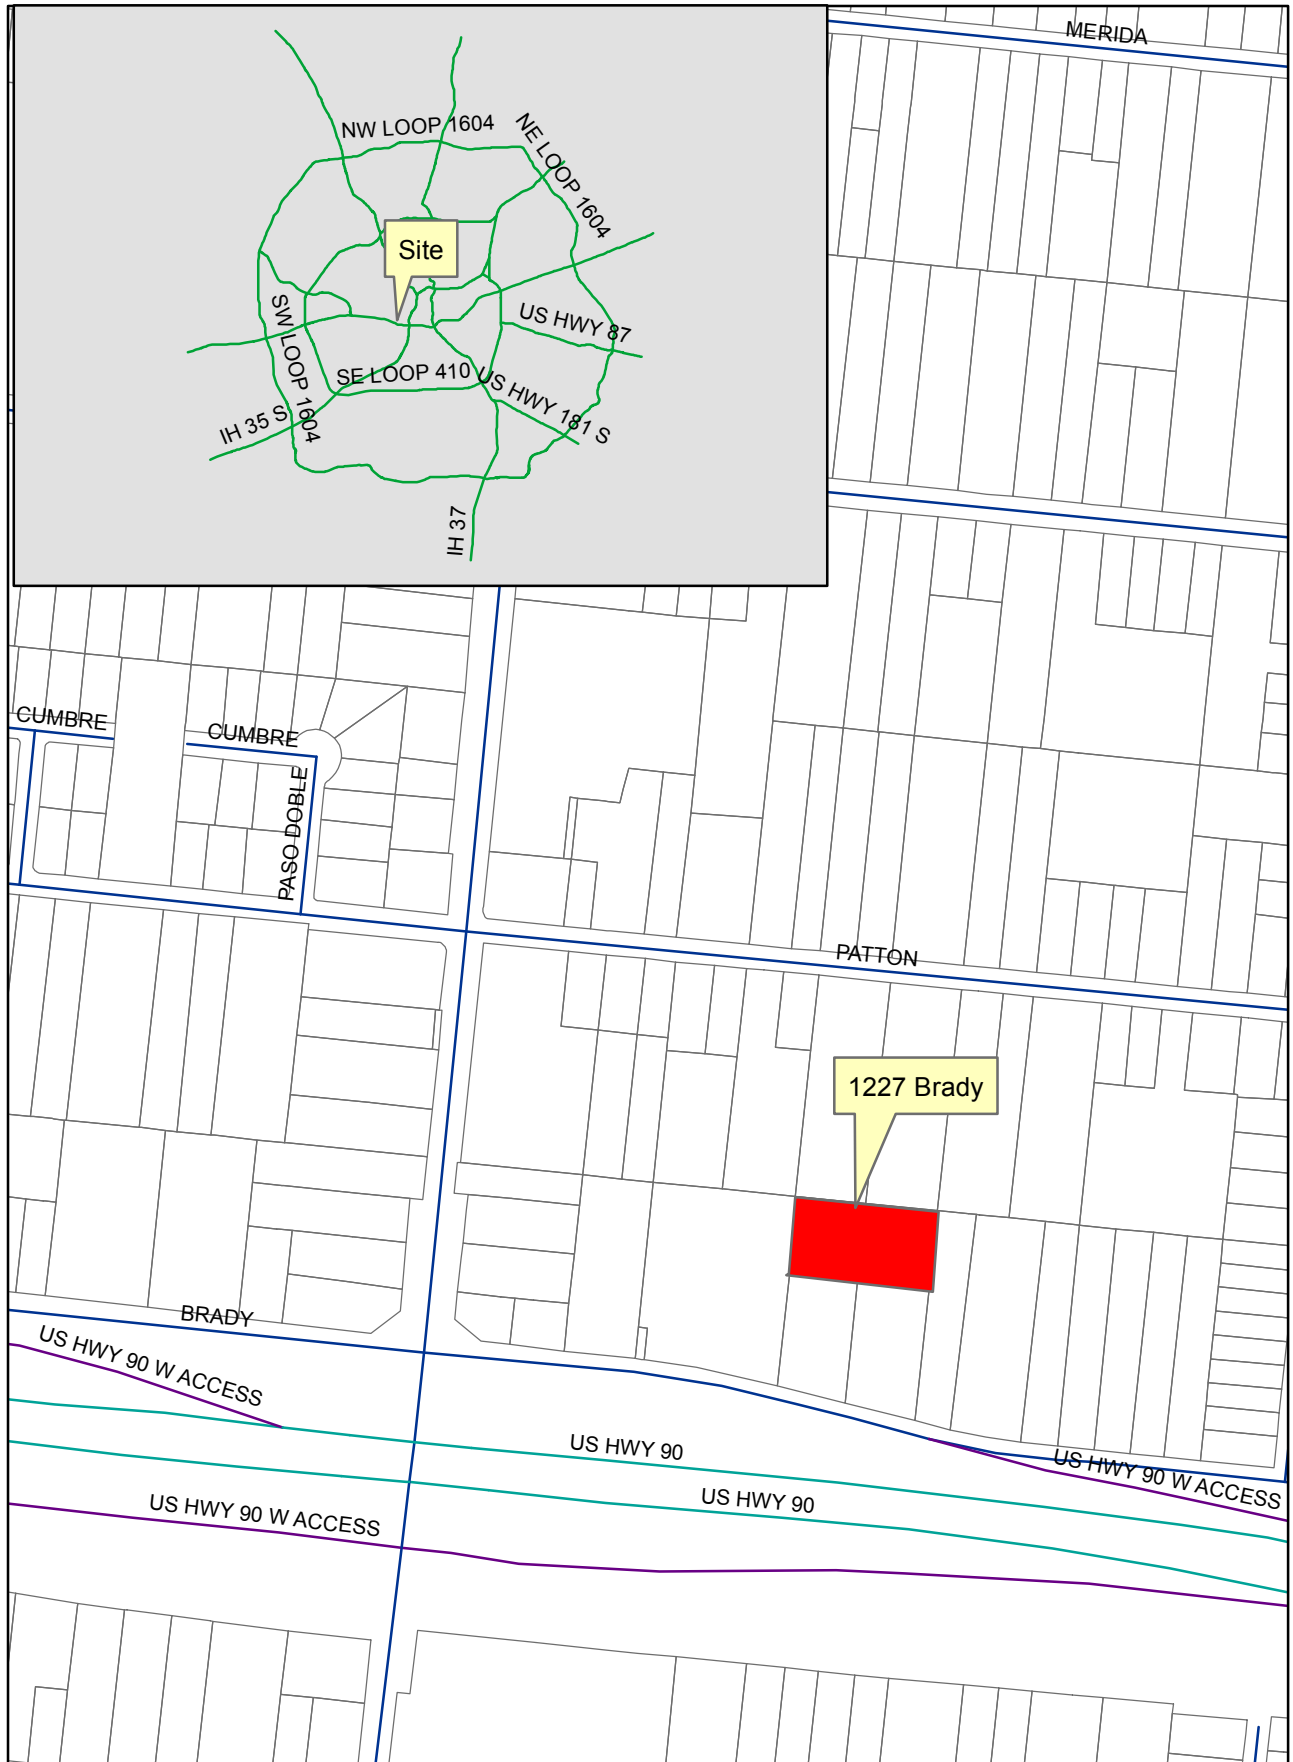 MERIDA
NW LOOP 1604
NE LOOP 1604
Site
SW LOOP 1604
US HWY 87
SE LOOP 410
US HWY 181 S
IH 35 S
IH 37
CUMBRE
CUMBRE
PASO DOBLE
PATTON
1227 Brady
BRADY
US HWY 90 W ACCESS
US HWY 90
US HWY 90 W ACCESS
US HWY 90
US HWY 90 W ACCESS